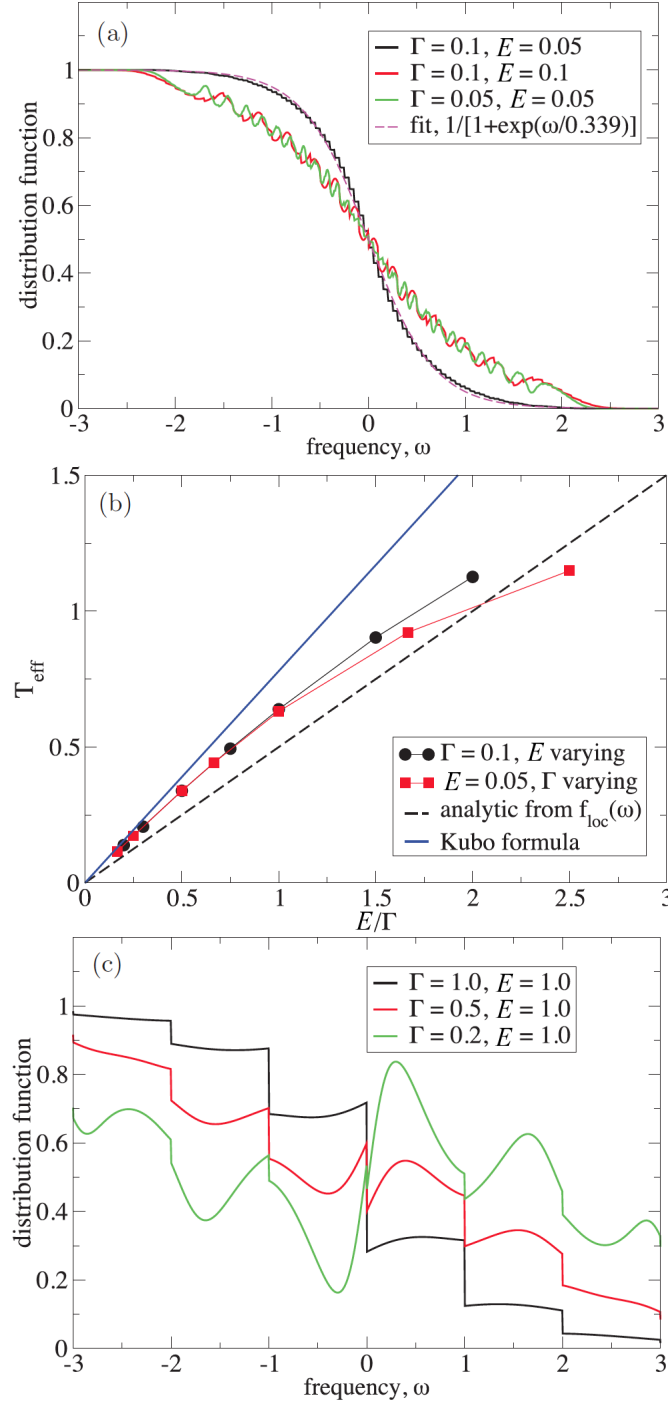 (a)
Γ = 0.1, E = 0.05
Γ = 0.1, E = 0.1
Γ = 0.05, E = 0.05
fit, 1/[1+exp(ω/0.339)]
distribution function
1
0.8
0.6
0.4
0.2
0
-3 -2 -1 0 1 2 3
frequency, ω
(b)
1.5
1
0.5
0
T_eff
Γ = 0.1, E varying
E = 0.05, Γ varying
analytic from f_loc(ω)
Kubo formula
0 0.5 1 1.5 2 2.5 3
E/Γ
(c)
Γ = 1.0, E = 1.0
Γ = 0.5, E = 1.0
Γ = 0.2, E = 1.0
distribution function
1
0.8
0.6
0.4
0.2
0
-3 -2 -1 0 1 2 3
frequency, ω